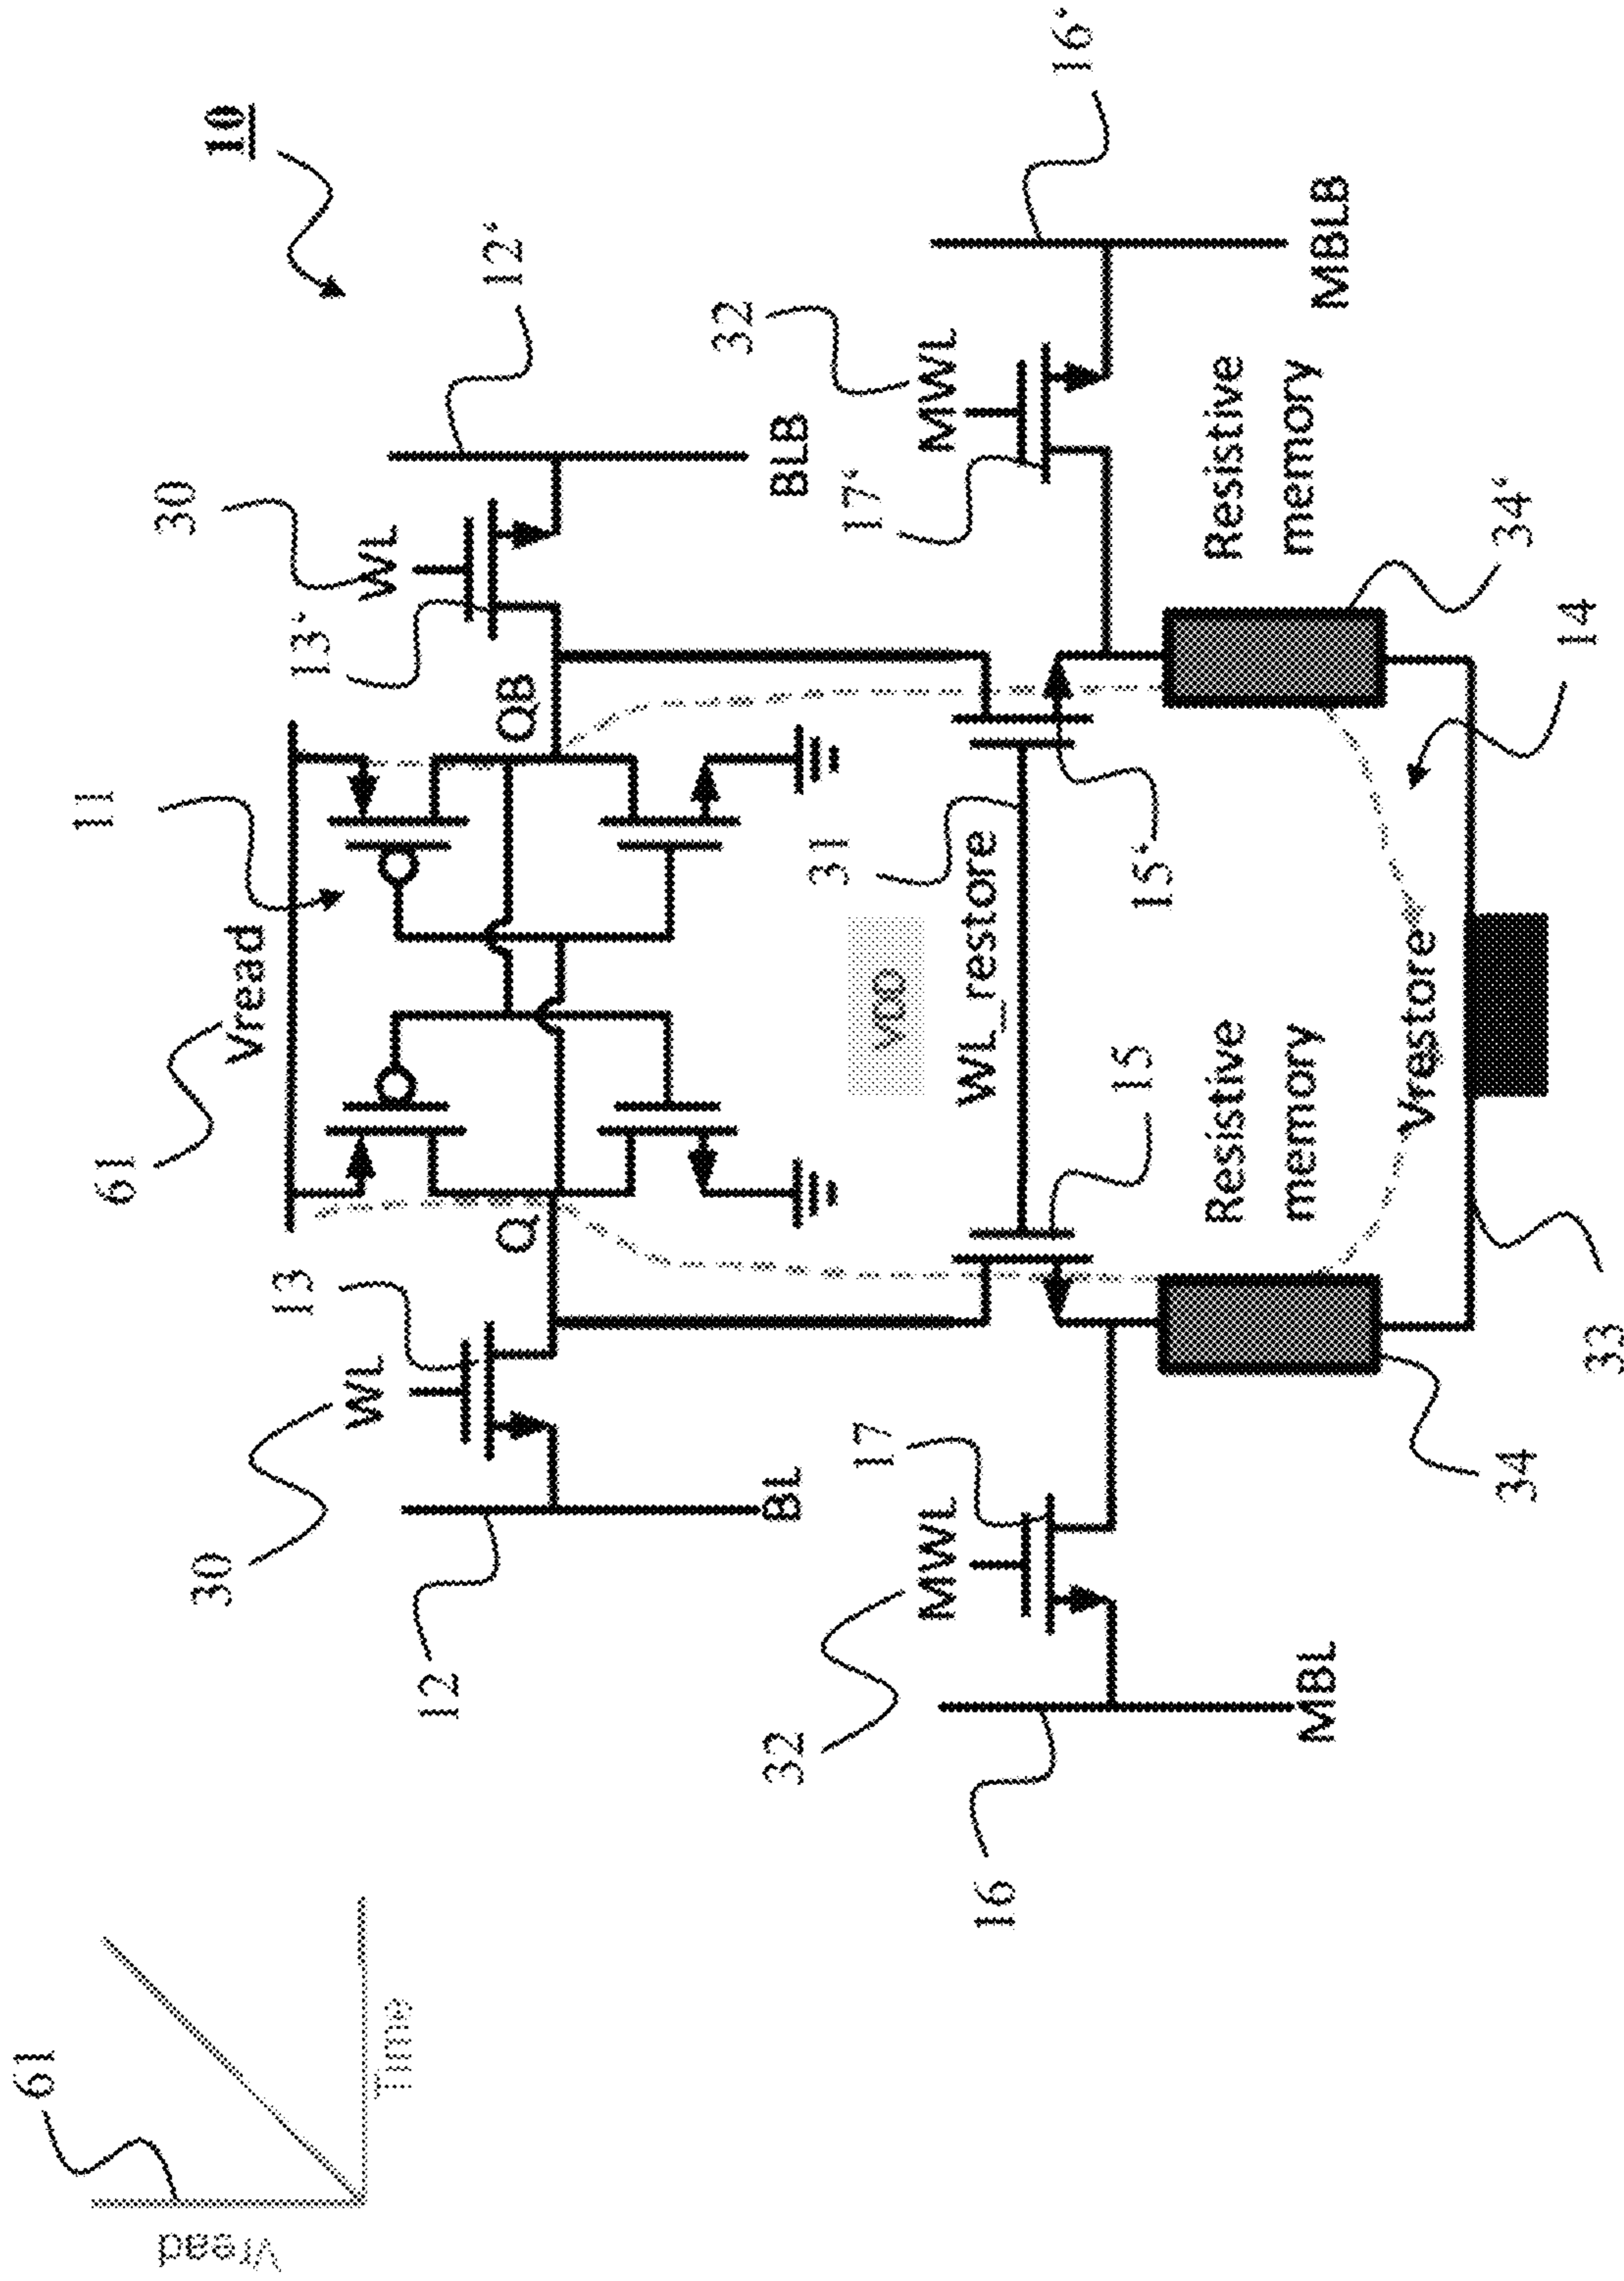 61
11
61
30
30
10
Vread
Vread
13
13'
WL
WL
Time
12
12'
Q
QB
32
32
BL
BLB
31
17
17'
VDD
MWL
MWL
WL_restore
16
16'
15
15'
Resistive
memory
Resistive
memory
MBL
MBLB
Vrestore
34
34'
14
33